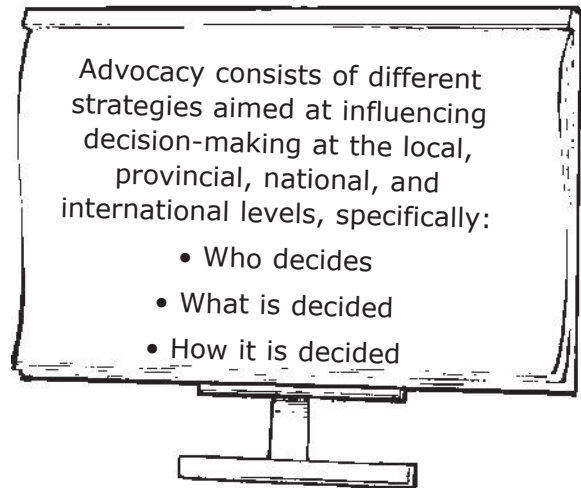 Advocacy consists of different
strategies aimed at influencing
decision-making at the local,
provincial, national, and
international levels, specifically:
• Who decides
• What is decided
• How it is decided